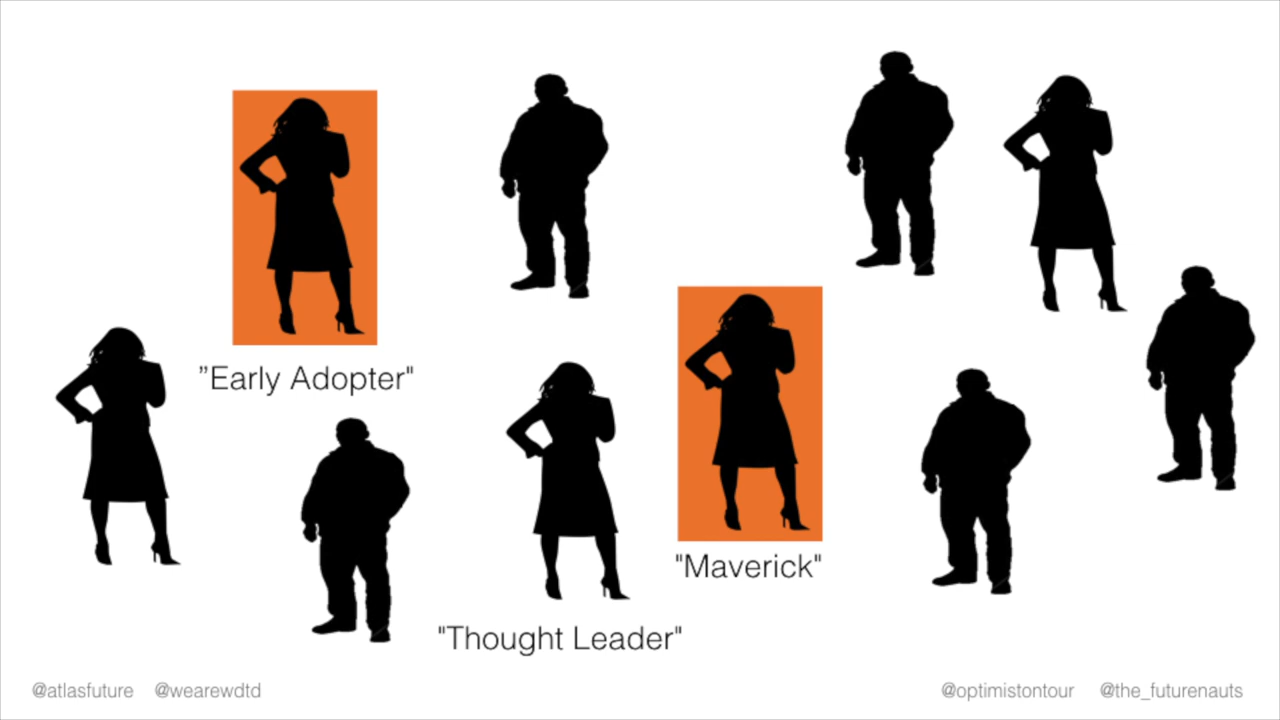 ”Early Adopter"
"Maverick"
"Thought Leader"
@atlasfuture @wearewdtd @optimistontour @the_futurenauts